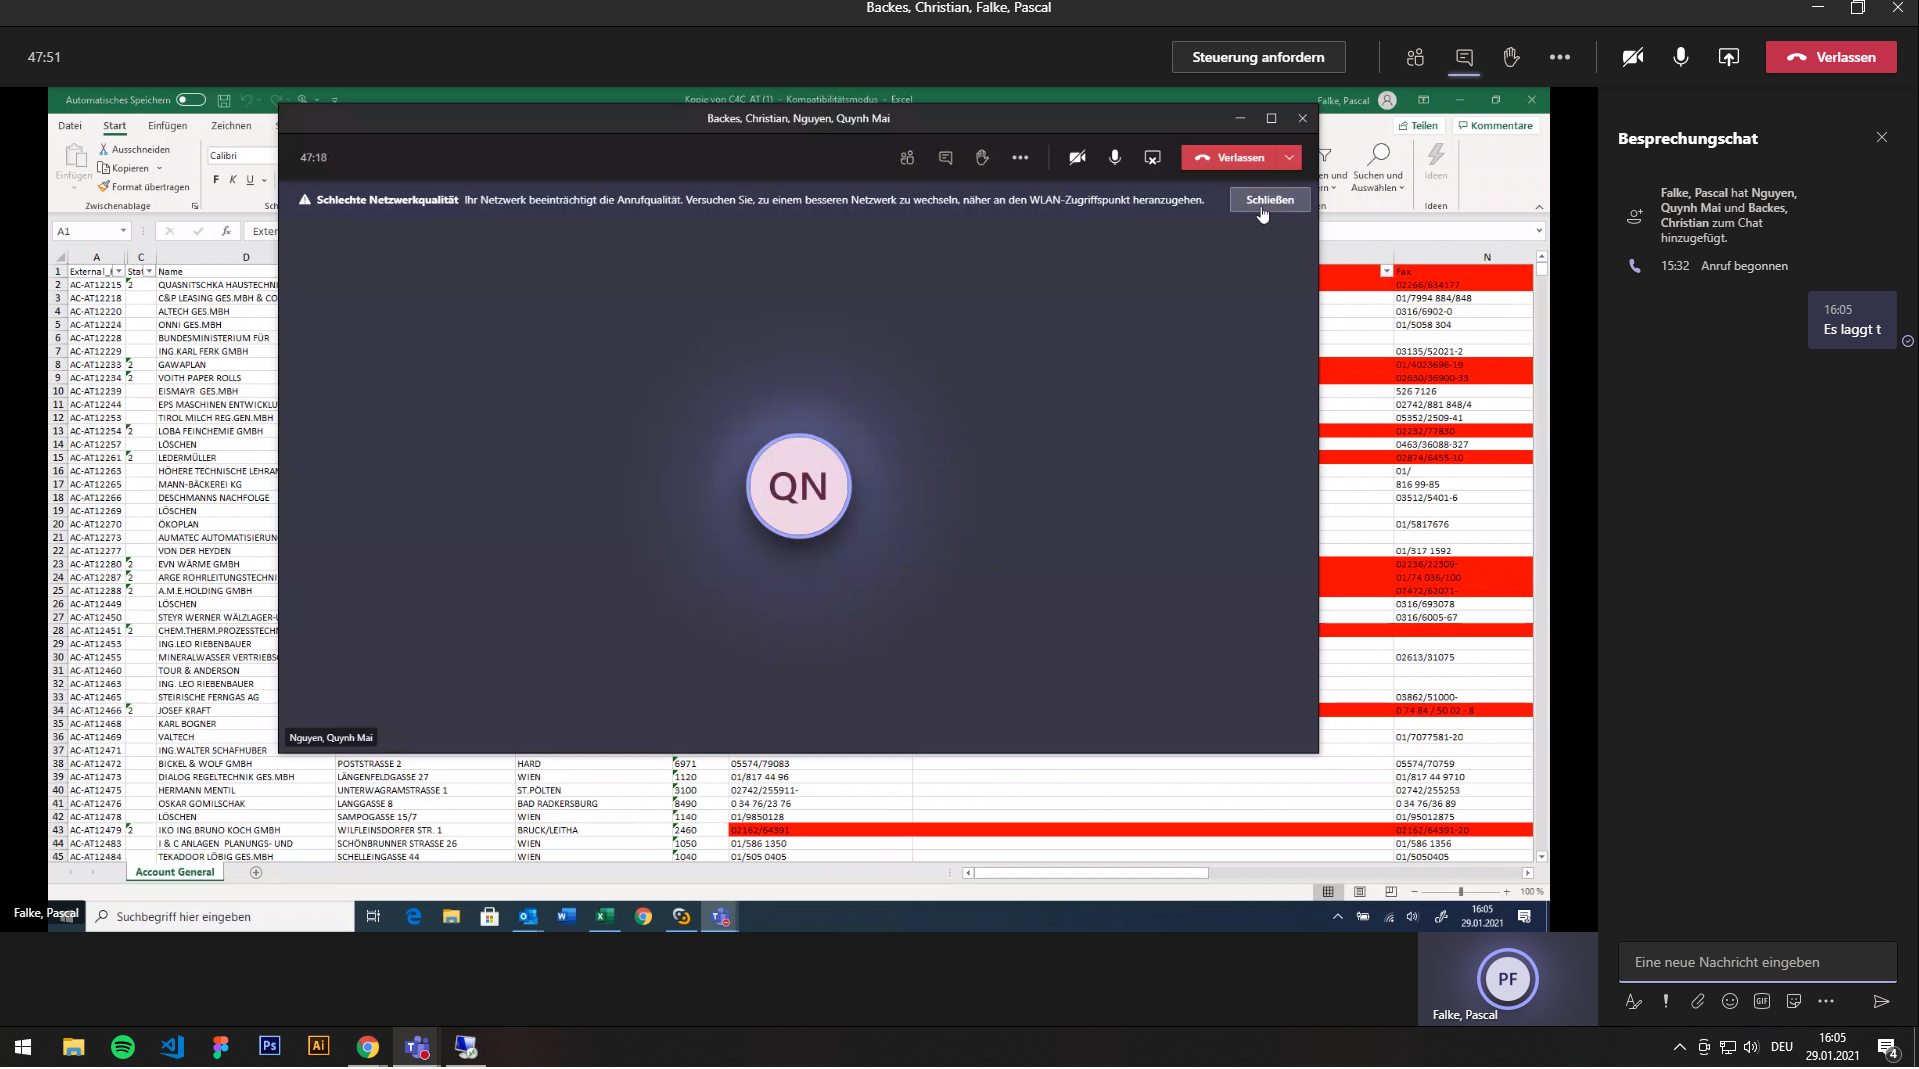 Backes, Christian, Falke, Pascal
47:51
Steuerung anfordern
Verlassen
Automatisches Speichern
Kopie von C4C_AT (1) - Kompatibilitätsmodus - Excel
Falke, Pascal
Datei Start Einfügen Zeichnen
Teilen Kommentare
Einfügen
Ausschneiden
Kopieren
Format übertragen
Zwischenablage
Calibri
F K U
Suchen und
Auswählen
Ideen
Ideen
Backes, Christian, Nguyen, Quynh Mai
47:18
Verlassen
Schlechte Netzwerkqualität Ihr Netzwerk beeinträchtigt die Anrufqualität. Versuchen Sie, zu einem besseren Netzwerk zu wechseln, näher an den WLAN-Zugriffspunkt heranzugehen.
Schließen
QN
Nguyen, Quynh Mai
A1
fx
A C D N
1 Name Fax
2 AC-AT12215 2 QUASNITSCHKA 02266/634177
3 AC-AT12218 C&P LEASING GES.MBH & CO 01/7994 884/848
4 AC-AT12220 ALTECH GES.MBH 0316/6902-0
5 AC-AT12224 ONNI GES.MBH 01/5058 304
6 AC-AT12228 BUNDESMINISTERIUM FÜR
7 AC-AT12229 ING.KARL FERK GMBH 03135/52021-2
8 AC-AT12233 2 GAWAPLAN 01/4023696-19
9 AC-AT12234 2 VOITH PAPER ROLLS 02630/36900-33
10 AC-AT12239 EISMAYR GES.MBH 526 7126
11 AC-AT12244 EPS MASCHINEN ENTWICKLU 02742/881 848/4
12 AC-AT12253 TIROL MILCH REG.GEN.MBH 05352/2509-41
13 AC-AT12254 2 LOBA FEINCHEMIE GMBH 02232/77830
14 AC-AT12257 LÖSCHEN 0463/36088-327
15 AC-AT12261 2 LEDERMÜLLER 02874/6455-10
16 AC-AT12263 HÖHERE TECHNISCHE LEHRAN 01/
17 AC-AT12265 MANN-BÄCKEREI KG 816 99-85
18 AC-AT12266 DESCHMANNS NACHFOLGE 03512/5401-6
19 AC-AT12269 LÖSCHEN
20 AC-AT12270 ÖKOPLAN 01/5817676
21 AC-AT12273 AUMATEC AUTOMATISIERUN
22 AC-AT12277 VON DER HEYDEN 01/317 1592
23 AC-AT12280 2 EVN WÄRME GMBH 02236/22309-
24 AC-AT12287 2 ARGE ROHRLEITUNGSTECHNI 01/74 036/100
25 AC-AT12288 2 A.M.E.HOLDING GMBH 07472/62071-
26 AC-AT12449 LÖSCHEN 0316/693078
27 AC-AT12450 STEYR WERNER WÄLZLAGER- 0316/6005-67
28 AC-AT12451 2 CHEM.THERM.PROZESSTECHN
29 AC-AT12453 ING.LEO RIEBENBAUER
30 AC-AT12455 MINERALWASSER VERTRIEBS 02613/31075
31 AC-AT12460 TOUR & ANDERSON
32 AC-AT12463 ING. LEO RIEBENBAUER
33 AC-AT12465 STEIRISCHE FERNGAS AG 03862/51000-
34 AC-AT12466 2 JOSEF KRAFT 0 74 84 / 50 02 - 8
35 AC-AT12468 KARL BOGNER
36 AC-AT12469 VALTECH 01/7077581-20
37 AC-AT12471 ING.WALTER SCHAFHUBER
38 AC-AT12472 BICKEL & WOLF GMBH POSTSTRASSE 2 HARD 6971 05574/79083 05574/70759
39 AC-AT12473 DIALOG REGELTECHNIK GES.MBH LÄNGENFELDGASSE 27 WIEN 1120 01/817 44 96 01/817 44 9710
40 AC-AT12475 HERMANN MENTIL UNTERWAGRAMSTRASSE 1 ST.PÖLTEN 3100 02742/255911- 02742/255253
41 AC-AT12476 OSKAR GOMILSCHAK LANGGASSE 8 BAD RADKERSBURG 8490 0 34 76/23 76 0 34 76/36 89
42 AC-AT12478 LÖSCHEN SAMPOGASSE 15/7 WIEN 1140 01/9850128 01/95012875
43 AC-AT12479 2 IKO ING.BRUNO KOCH GMBH WILFLEINSDORFER STR. 1 BRUCK/LEITHA 2460 02162/64391 02162/64391-20
44 AC-AT12483 I & C ANLAGEN PLANUNGS- UND SCHÖNBRUNNER STRASSE 26 WIEN 1050 01/586 1350 01/586 1356
45 AC-AT12484 TEKADOOR LÖBIG GES.MBH SCHELLEINGASSE 44 WIEN 1040 01/505 0405 01/5050405
Account General
100 %
Falke, Pascal
Suchbegriff hier eingeben
16:05
29.01.2021
PF
Falke, Pascal
Besprechungschat
Falke, Pascal hat Nguyen,
Quynh Mai und Backes,
Christian zum Chat
hinzugefügt.
15:32 Anruf begonnen
16:05
Es laggt t
Eine neue Nachricht eingeben
GIF
Ps
Ai
DEU
16:05
29.01.2021
4